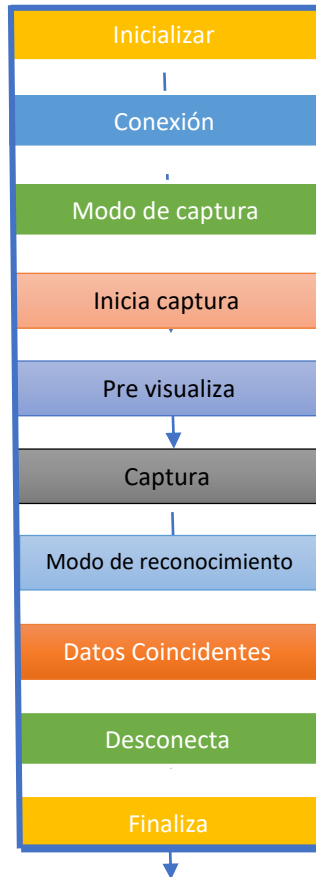 Inicializar
Conexión
Modo de captura
Inicia captura
Pre visualiza
Captura
Modo de reconocimiento
Datos Coincidentes
Desconecta
Finaliza